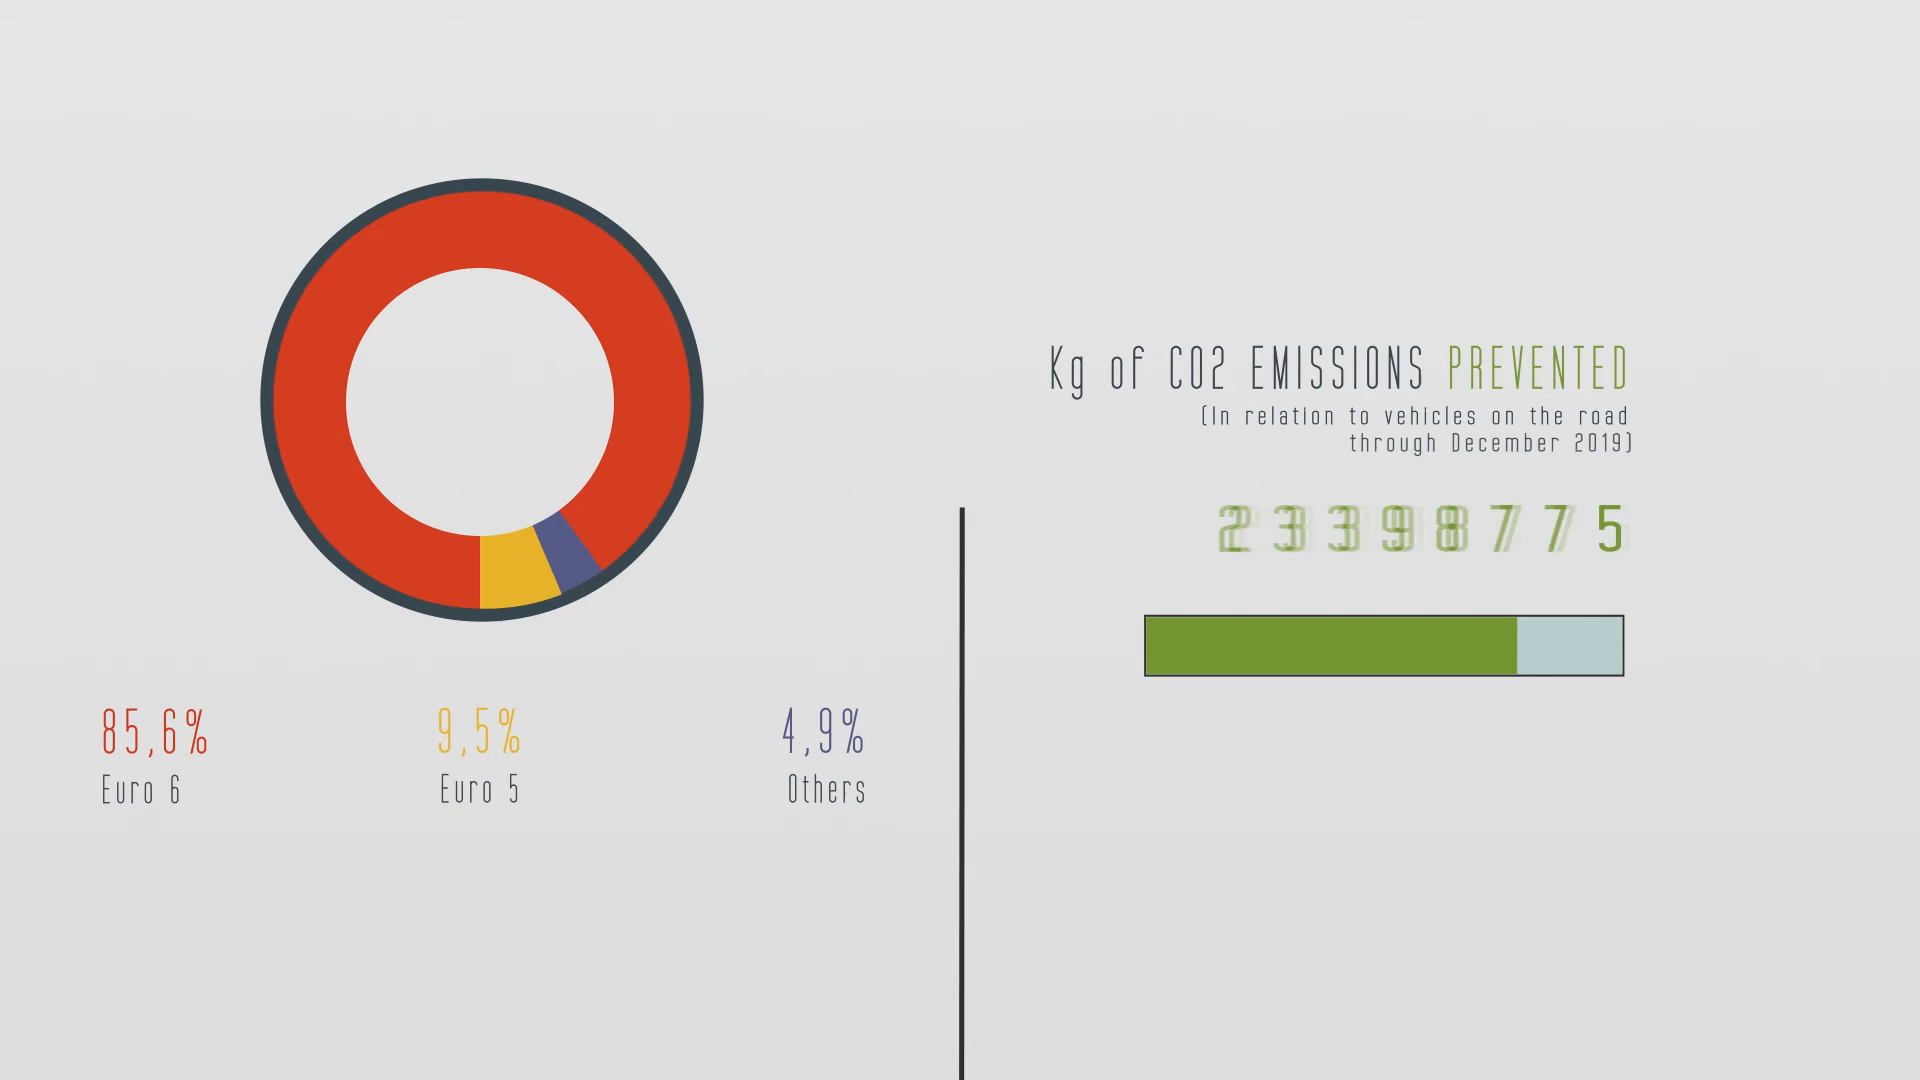 85,6%
Euro 6
9,5%
Euro 5
4,9%
Others
Kg of CO2 EMISSIONS PREVENTED
(In relation to vehicles on the road
through December 2019)
23398775